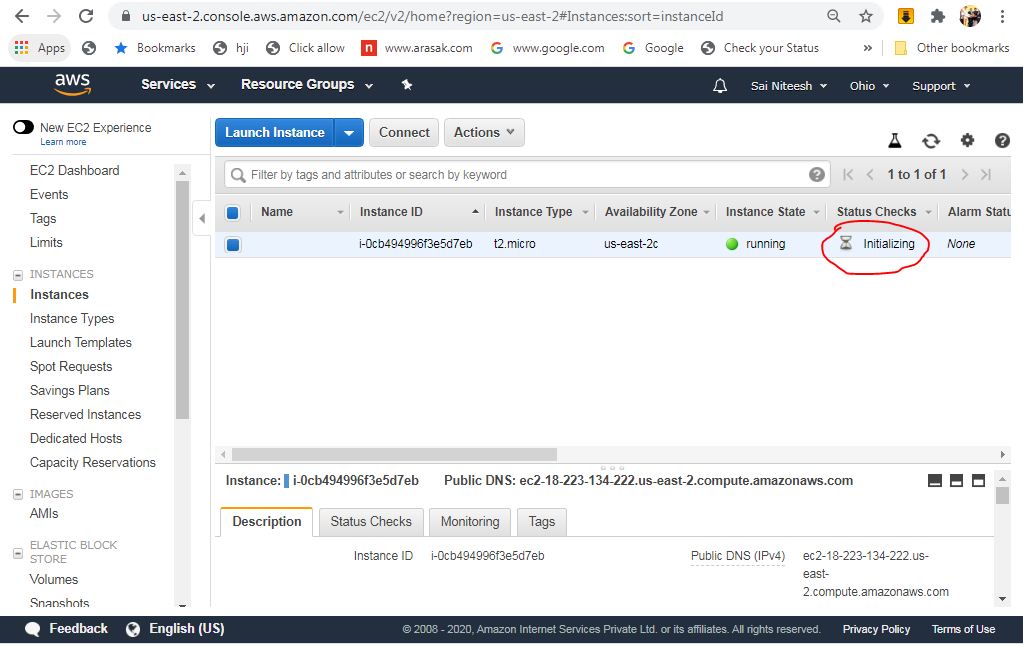 us-east-2.console.aws.amazon.com/ec2/v2/home?region=us-east-2#Instances:sort=instanceId
Apps Bookmarks hji Click allow n www.arasak.com www.google.com Google Check your Status » Other bookmarks
aws Services Resource Groups Sai Niteesh Ohio Support
New EC2 Experience
Learn more
EC2 Dashboard
Events
Tags
Limits
INSTANCES
Instances
Instance Types
Launch Templates
Spot Requests
Savings Plans
Reserved Instances
Dedicated Hosts
Capacity Reservations
IMAGES
AMIs
ELASTIC BLOCK
STORE
Volumes
Snapshots
Launch Instance Connect Actions
Filter by tags and attributes or search by keyword 1 to 1 of 1
Name Instance ID Instance Type Availability Zone Instance State Status Checks Alarm Statu
i-0cb494996f3e5d7eb t2.micro us-east-2c running Initializing None
Instance: i-0cb494996f3e5d7eb Public DNS: ec2-18-223-134-222.us-east-2.compute.amazonaws.com
Description Status Checks Monitoring Tags
Instance ID i-0cb494996f3e5d7eb Public DNS (IPv4) ec2-18-223-134-222.us-
east-
2.compute.amazonaws.com
Feedback English (US) © 2008 - 2020, Amazon Internet Services Private Ltd. or its affiliates. All rights reserved. Privacy Policy Terms of Use